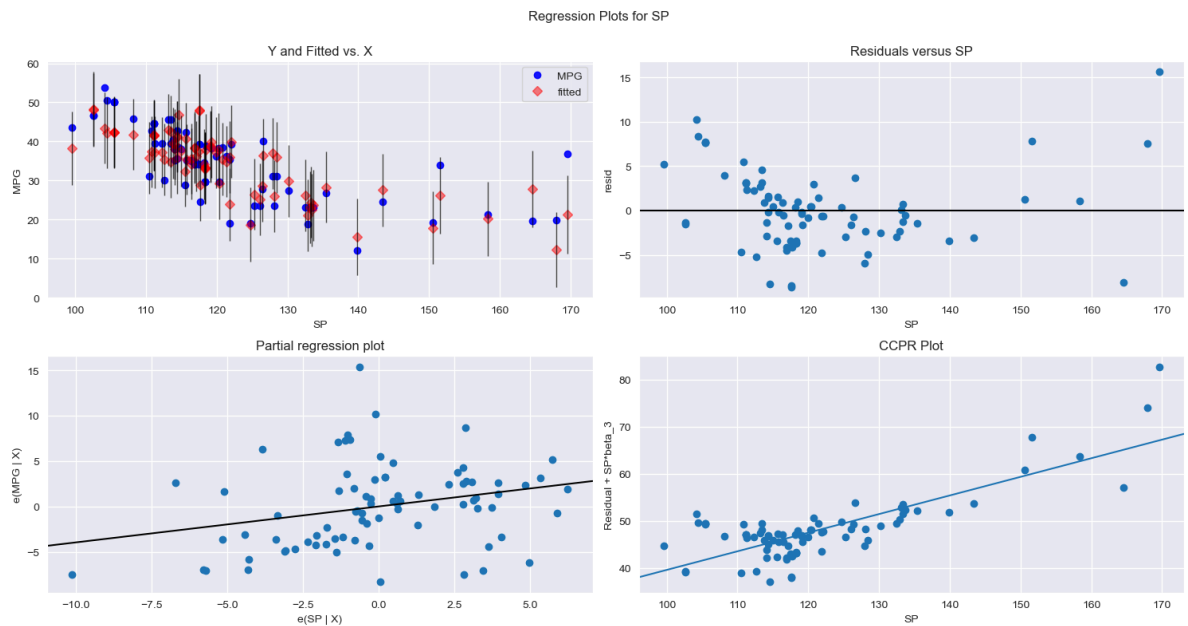 Regression Plots for SP
Y and Fitted vs. X
MPG
fitted
60
50
40
30
20
10
0
MPG
100 110 120 130 140 150 160 170
SP
Residuals versus SP
15
10
5
0
−5
resid
100 110 120 130 140 150 160 170
SP
Partial regression plot
15
10
5
0
−5
e(MPG | X)
−10.0 −7.5 −5.0 −2.5 0.0 2.5 5.0
e(SP | X)
CCPR Plot
80
70
60
50
40
Residual + SP*beta_3
100 110 120 130 140 150 160 170
SP